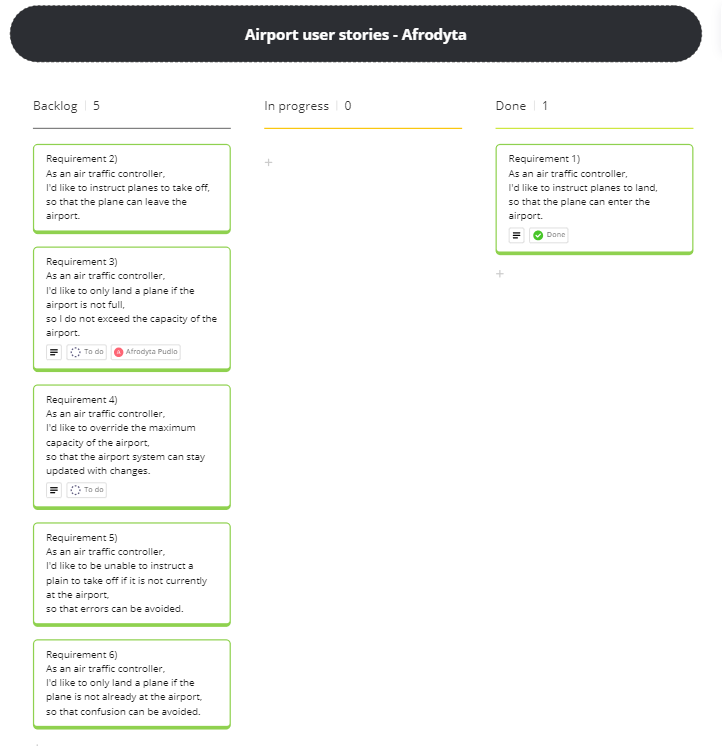 Airport user stories - Afrodyta
Backlog | 5
Requirement 2)
As an air traffic controller,
I'd like to instruct planes to take off,
so that the plane can leave the
airport.
Requirement 3)
As an air traffic controller,
I'd like to only land a plane if the
airport is not full,
so I do not exceed the capacity of the
airport.
To do Afrodyta Pudlo
Requirement 4)
As an air traffic controller,
I'd like to override the maximum
capacity of the airport,
so that the airport system can stay
updated with changes.
To do
Requirement 5)
As an air traffic controller,
I'd like to be unable to instruct a
plain to take off if it is not currently
at the airport,
so that errors can be avoided.
Requirement 6)
As an air traffic controller,
I'd like to only land a plane if the
plane is not already at the airport,
so that confusion can be avoided.
In progress | 0
+
Done | 1
Requirement 1)
As an air traffic controller,
I'd like to instruct planes to land,
so that the plane can enter the
airport.
Done
+